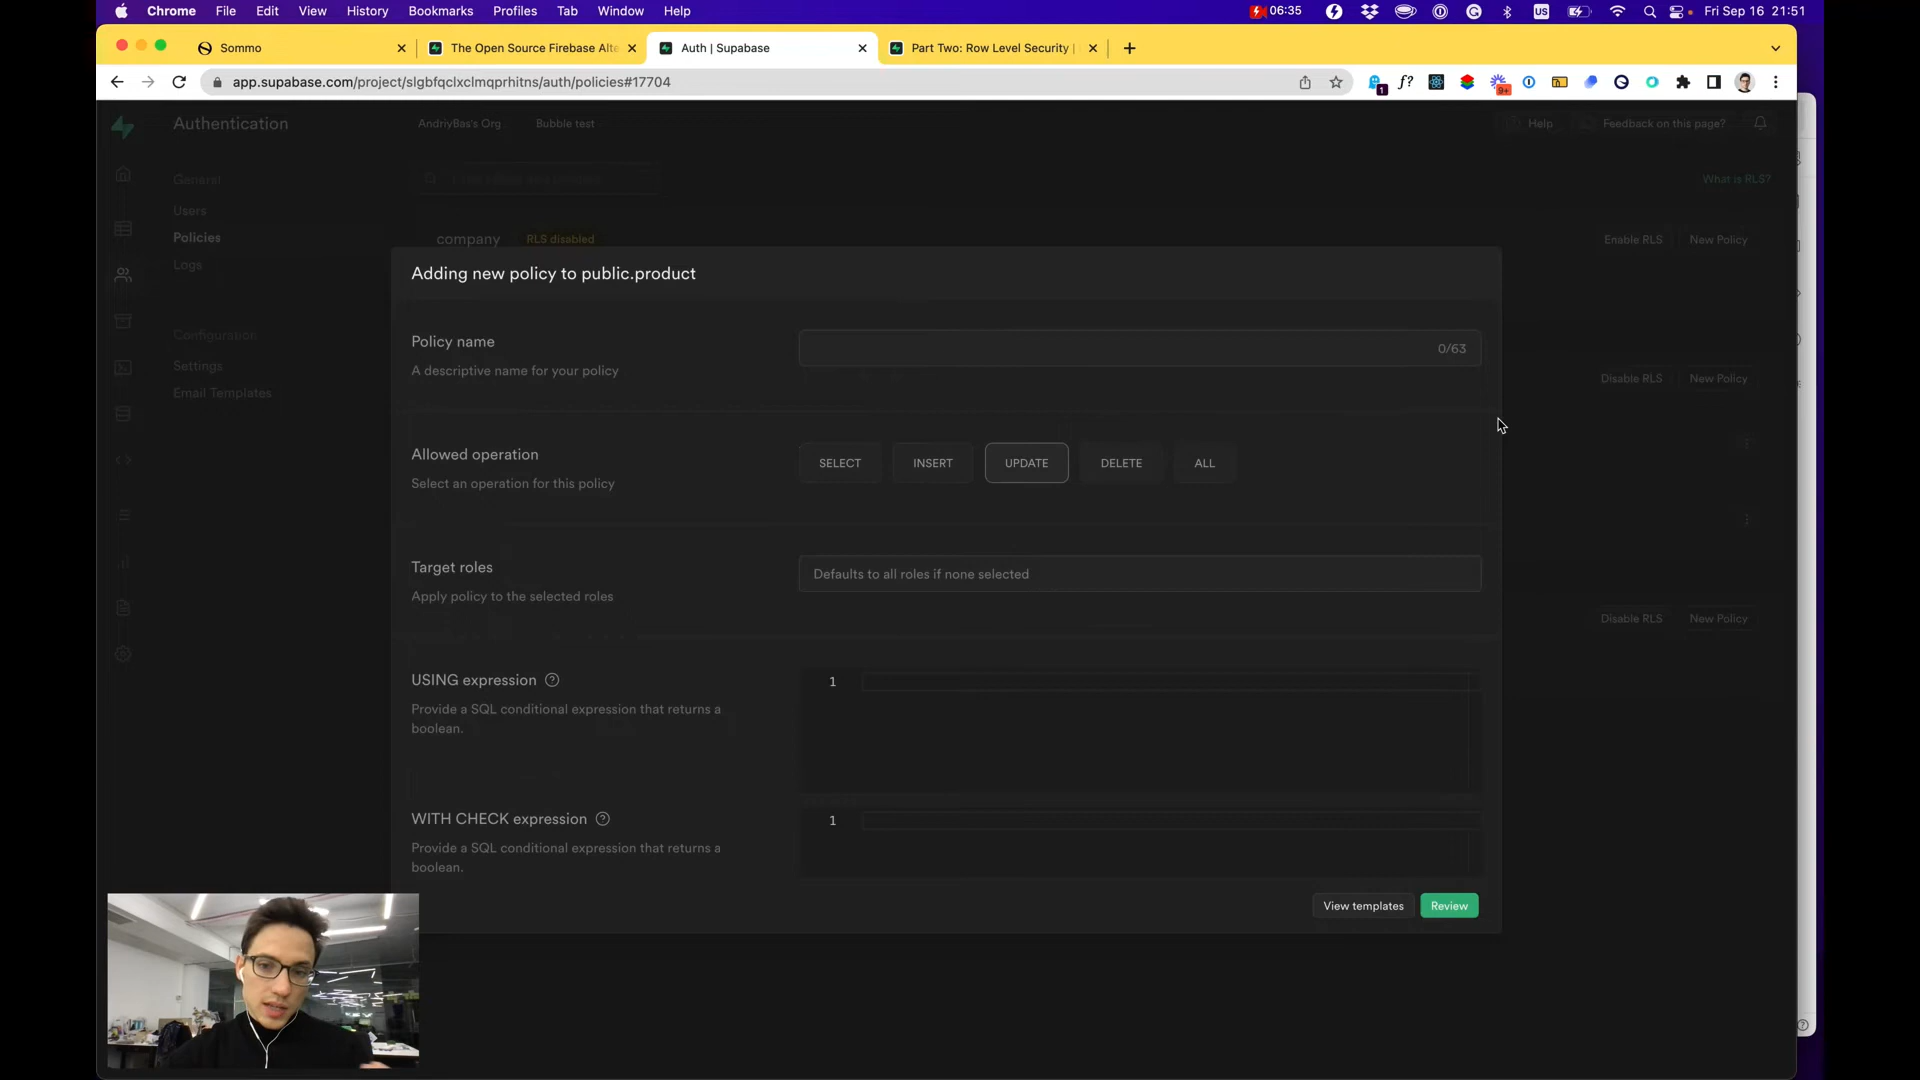 Chrome File Edit View History Bookmarks Profiles Tab Window Help 06:35 US Fri Sep 16 21:51
Sommo The Open Source Firebase Alte Auth | Supabase Part Two: Row Level Security |
app.supabase.com/project/slgbfqclxclmqprhitns/auth/policies#17704 1 f? 9+
Authentication AndriyBas's Org Bubble test Help Feedback on this page?
General What is RLS?
Users
Policies company RLS disabled Enable RLS New Policy
Logs
Adding new policy to public.product
Configuration
Settings
Email Templates
Policy name 0/63
A descriptive name for your policy
Disable RLS New Policy
Allowed operation SELECT INSERT UPDATE DELETE ALL
Select an operation for this policy
Target roles Defaults to all roles if none selected
Apply policy to the selected roles
Disable RLS New Policy
USING expression ? 1
Provide a SQL conditional expression that returns a
boolean.
WITH CHECK expression ? 1
Provide a SQL conditional expression that returns a
boolean.
View templates Review